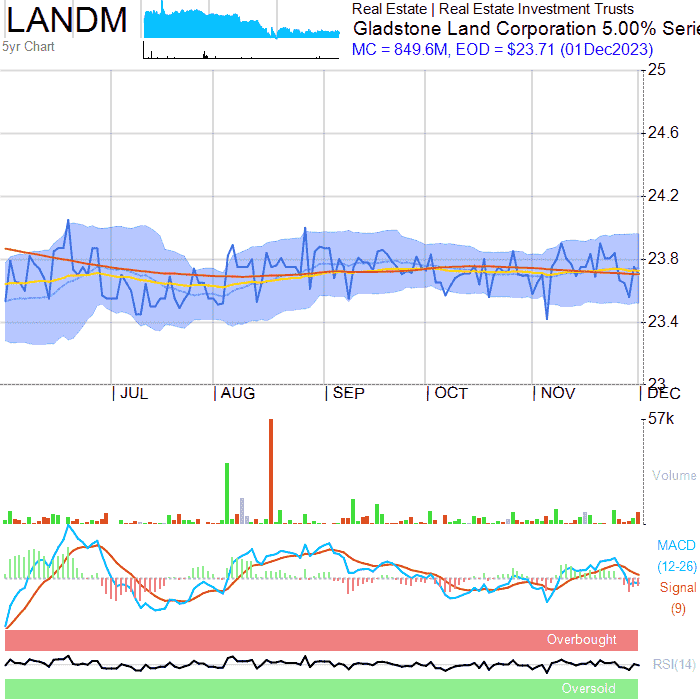 LANDM
5yr Chart
Real Estate | Real Estate Investment Trusts
Gladstone Land Corporation 5.00% Serie
MC = 849.6M, EOD = $23.71 (01Dec2023)
25
24.6
24.2
23.8
23.4
23
JUL
AUG
SEP
OCT
NOV
DEC
57k
Volume
MACD
(12-26)
Signal
(9)
Overbought
RSI(14)
Oversold